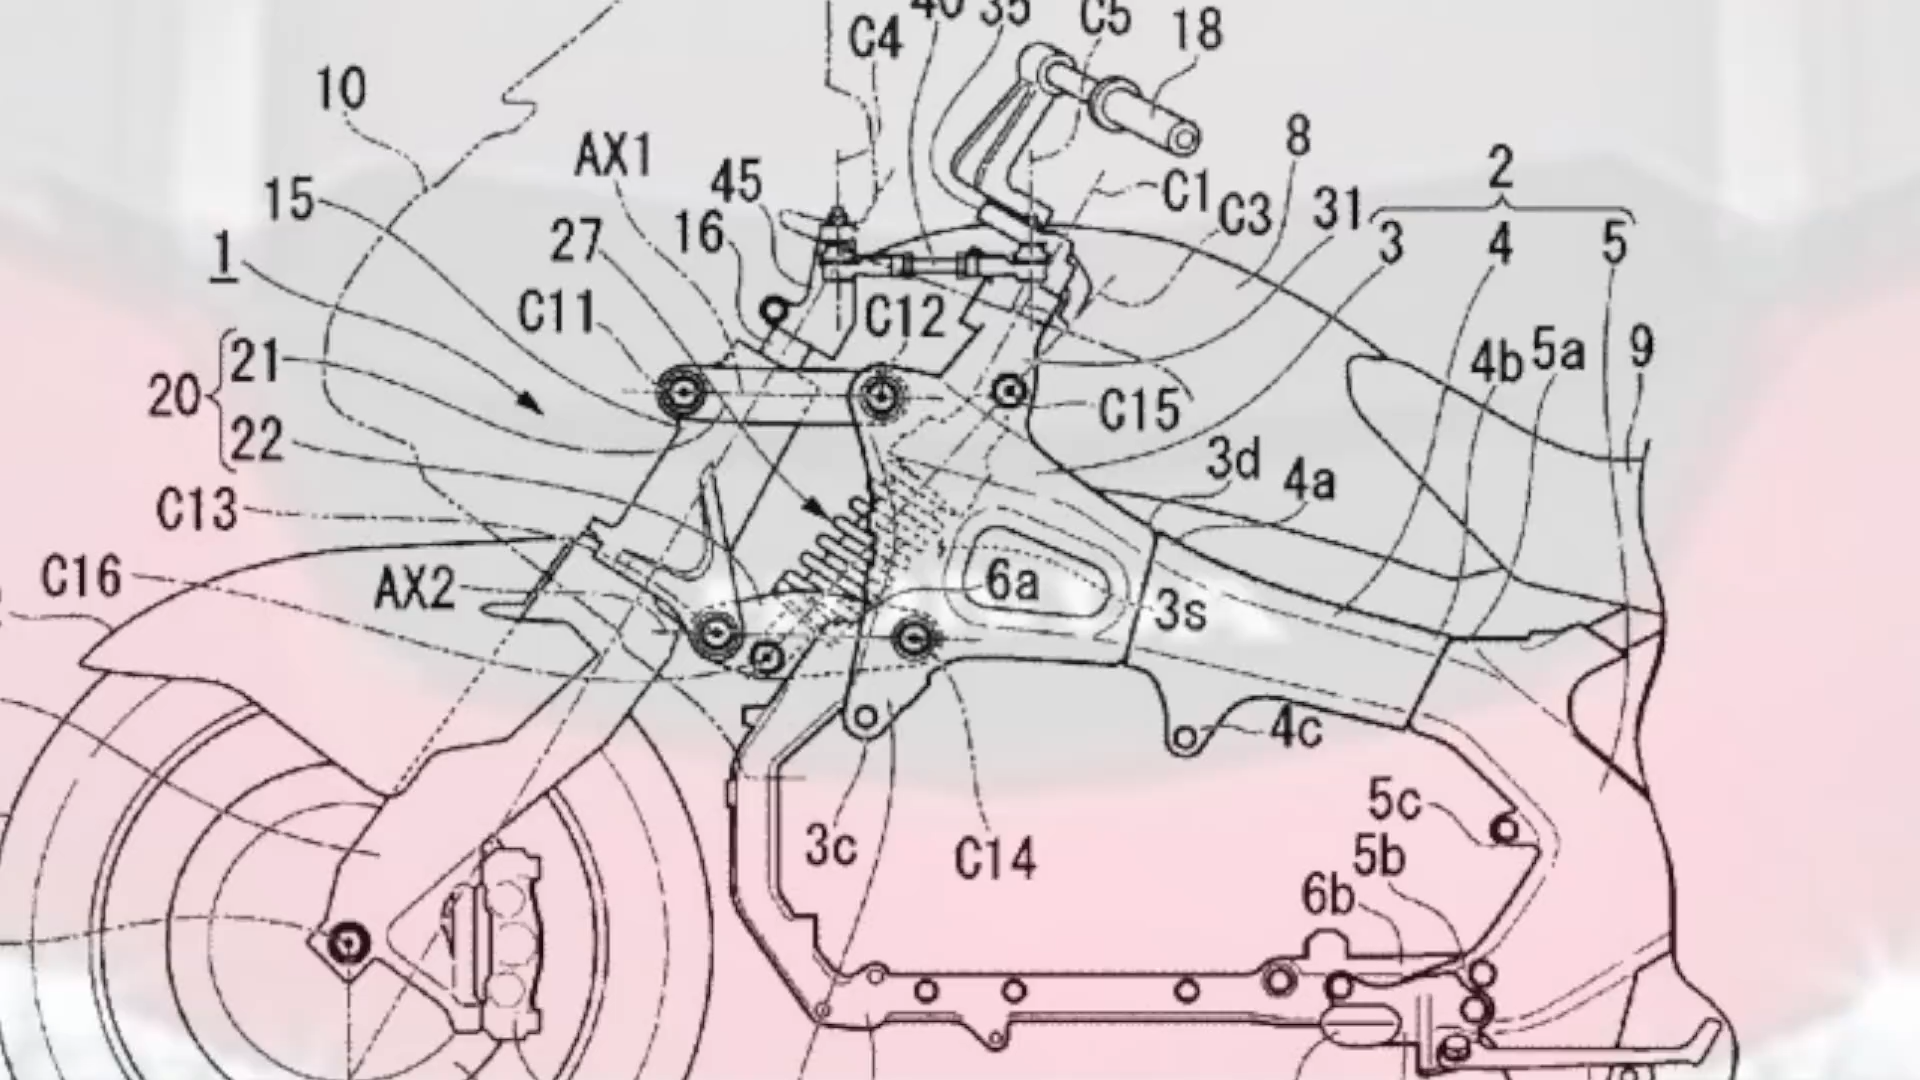 40 35 C5
C4 18
10
8
AX1 2
45 C1
15 31
27 16 C3 3 4 5
1
C11 C12 9
21 4b 5a
20
22 C15
3d
4a
C13
C16
AX2 6a 3s
4c
5c
3c C14 5b
6b